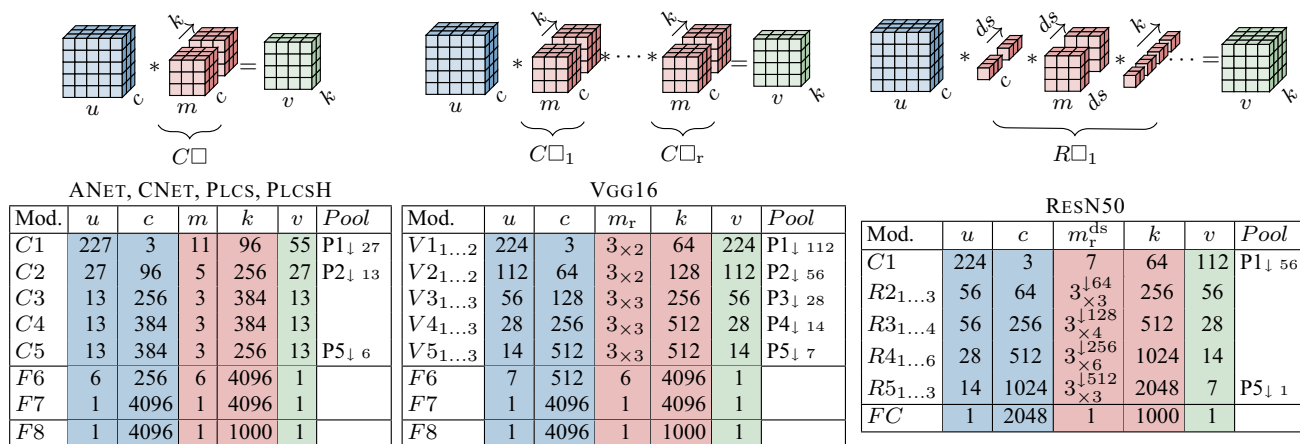 k k k ds ds k
* = * * ··· * = * * * ··· =
u m c v k c
u m c m c v k c
u c m ds v k c
C□ C□₁ C□ᵣ R□₁
ANET, CNET, PLCS, PLCSH
Mod. u c m k v Pool
C1 227 3 11 96 55 P1↓ 27
C2 27 96 5 256 27 P2↓ 13
C3 13 256 3 384 13
C4 13 384 3 384 13
C5 13 384 3 256 13 P5↓ 6
F6 6 256 6 4096 1
F7 1 4096 1 4096 1
F8 1 4096 1 1000 1
VGG16
Mod. u c mᵣ k v Pool
V1₁...₂ 224 3 3×2 64 224 P1↓ 112
V2₁...₂ 112 64 3×2 128 112 P2↓ 56
V3₁...₃ 56 128 3×3 256 56 P3↓ 28
V4₁...₃ 28 256 3×3 512 28 P4↓ 14
V5₁...₃ 14 512 3×3 512 14 P5↓ 7
F6 7 512 6 4096 1
F7 1 4096 1 4096 1
F8 1 4096 1 1000 1
RESN50
Mod. u c mᵣᵈˢ k v Pool
C1 224 3 7 64 112 P1↓ 56
R2₁...₃ 56 64 3↓64×3 256 56
R3₁...₄ 56 256 3↓128×4 512 28
R4₁...₆ 28 512 3↓256×6 1024 14
R5₁...₃ 14 1024 3↓512×3 2048 7 P5↓ 1
FC 1 2048 1 1000 1